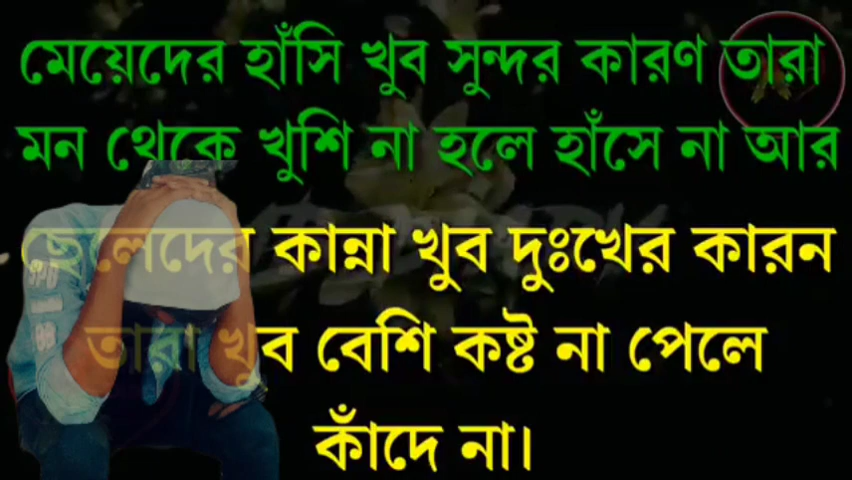 মেয়েদের হাঁসি খুব সুন্দর কারণ তারা
মন থেকে খুশি না হলে হাঁসে না আর
ছেলেদের কান্না খুব দুঃখের কারন
তারা খুব বেশি কষ্ট না পেলে
কাঁদে না।